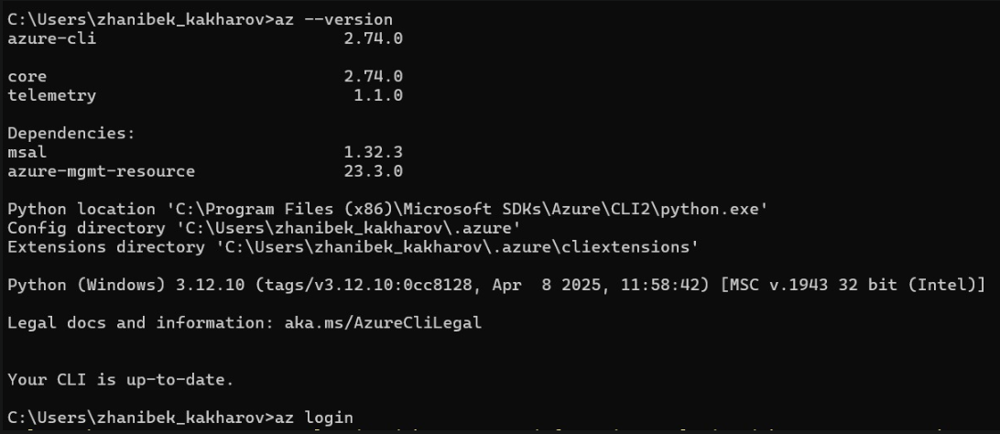 C:\Users\zhanibek_kakharov>az --version
azure-cli                         2.74.0
core                              2.74.0
telemetry                          1.1.0
Dependencies:
msal                              1.32.3
azure-mgmt-resource               23.3.0
Python location 'C:\Program Files (x86)\Microsoft SDKs\Azure\CLI2\python.exe'
Config directory 'C:\Users\zhanibek_kakharov\.azure'
Extensions directory 'C:\Users\zhanibek_kakharov\.azure\cliextensions'
Python (Windows) 3.12.10 (tags/v3.12.10:0cc8128, Apr  8 2025, 11:58:42) [MSC v.1943 32 bit (Intel)]
Legal docs and information: aka.ms/AzureCliLegal
Your CLI is up-to-date.
C:\Users\zhanibek_kakharov>az login